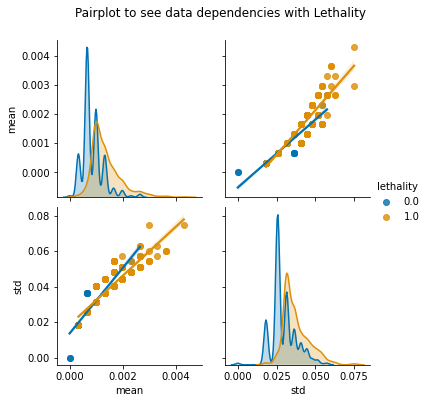 Pairplot to see data dependencies with Lethality
0.004
0.003
0.002
0.001
0.000
mean
lethality
0.0
1.0
0.08
0.06
0.04
0.02
0.00
std
0.000 0.002 0.004
mean
0.000 0.025 0.050 0.075
std